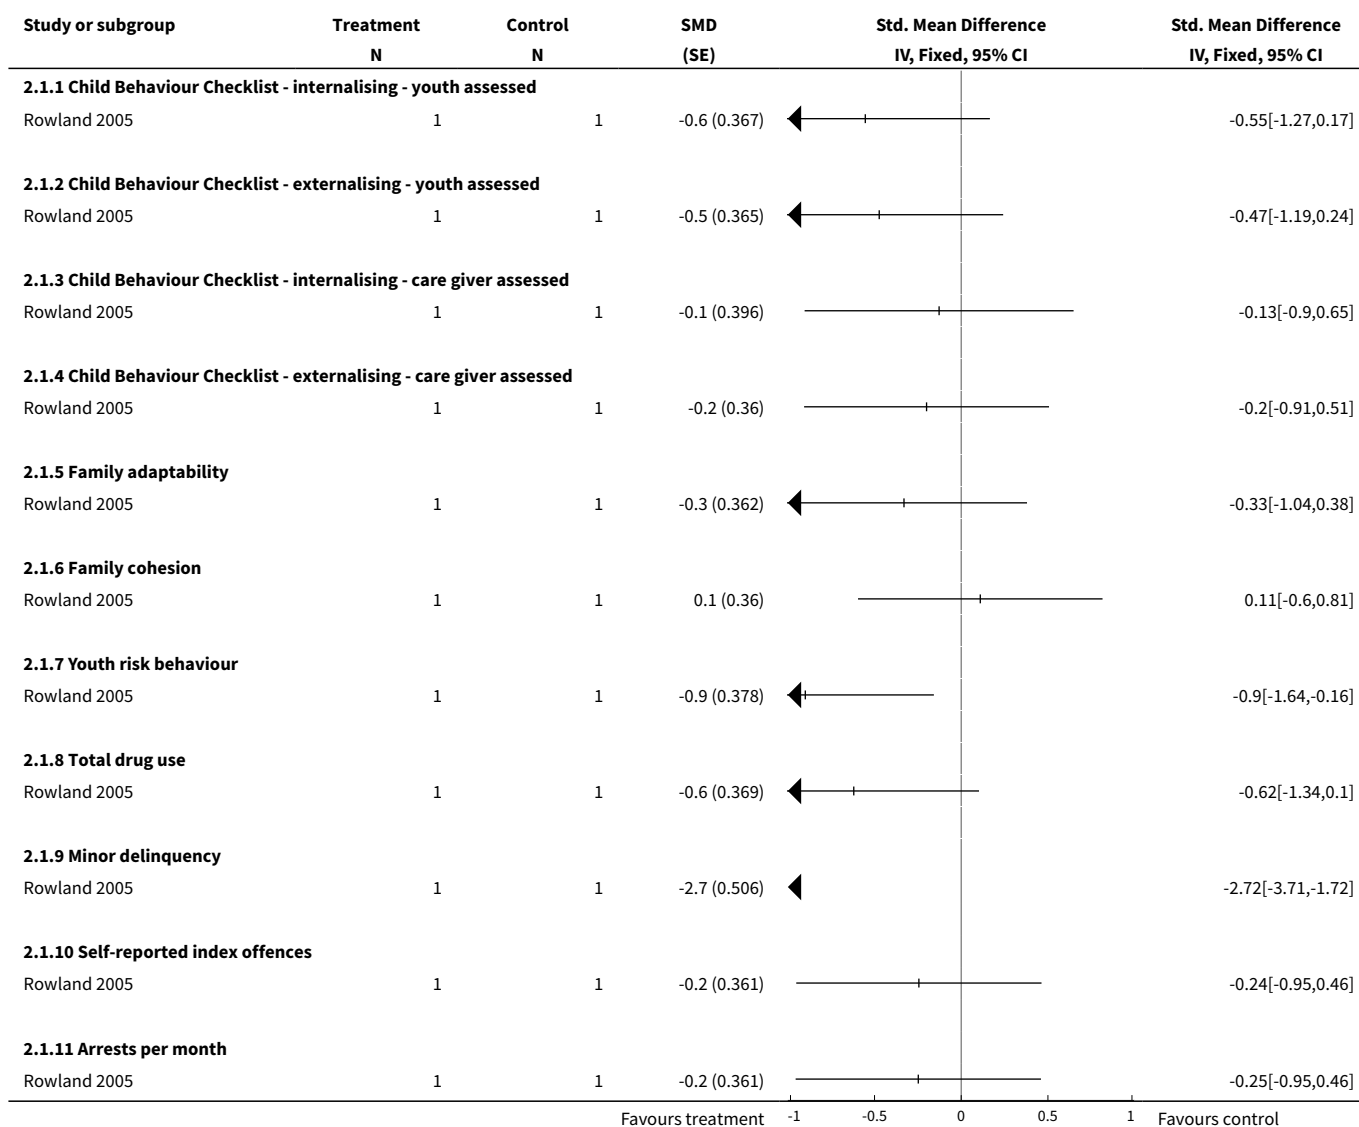 Study or subgroup Treatment Control SMD Std. Mean Difference Std. Mean Difference
N N (SE) IV, Fixed, 95% CI IV, Fixed, 95% CI
2.1.1 Child Behaviour Checklist - internalising - youth assessed
Rowland 2005 1 1 -0.6 (0.367) -0.55[-1.27,0.17]
2.1.2 Child Behaviour Checklist - externalising - youth assessed
Rowland 2005 1 1 -0.5 (0.365) -0.47[-1.19,0.24]
2.1.3 Child Behaviour Checklist - internalising - care giver assessed
Rowland 2005 1 1 -0.1 (0.396) -0.13[-0.9,0.65]
2.1.4 Child Behaviour Checklist - externalising - care giver assessed
Rowland 2005 1 1 -0.2 (0.36) -0.2[-0.91,0.51]
2.1.5 Family adaptability
Rowland 2005 1 1 -0.3 (0.362) -0.33[-1.04,0.38]
2.1.6 Family cohesion
Rowland 2005 1 1 0.1 (0.36) 0.11[-0.6,0.81]
2.1.7 Youth risk behaviour
Rowland 2005 1 1 -0.9 (0.378) -0.9[-1.64,-0.16]
2.1.8 Total drug use
Rowland 2005 1 1 -0.6 (0.369) -0.62[-1.34,0.1]
2.1.9 Minor delinquency
Rowland 2005 1 1 -2.7 (0.506) -2.72[-3.71,-1.72]
2.1.10 Self-reported index offences
Rowland 2005 1 1 -0.2 (0.361) -0.24[-0.95,0.46]
2.1.11 Arrests per month
Rowland 2005 1 1 -0.2 (0.361) -0.25[-0.95,0.46]
Favours treatment -1 -0.5 0 0.5 1 Favours control